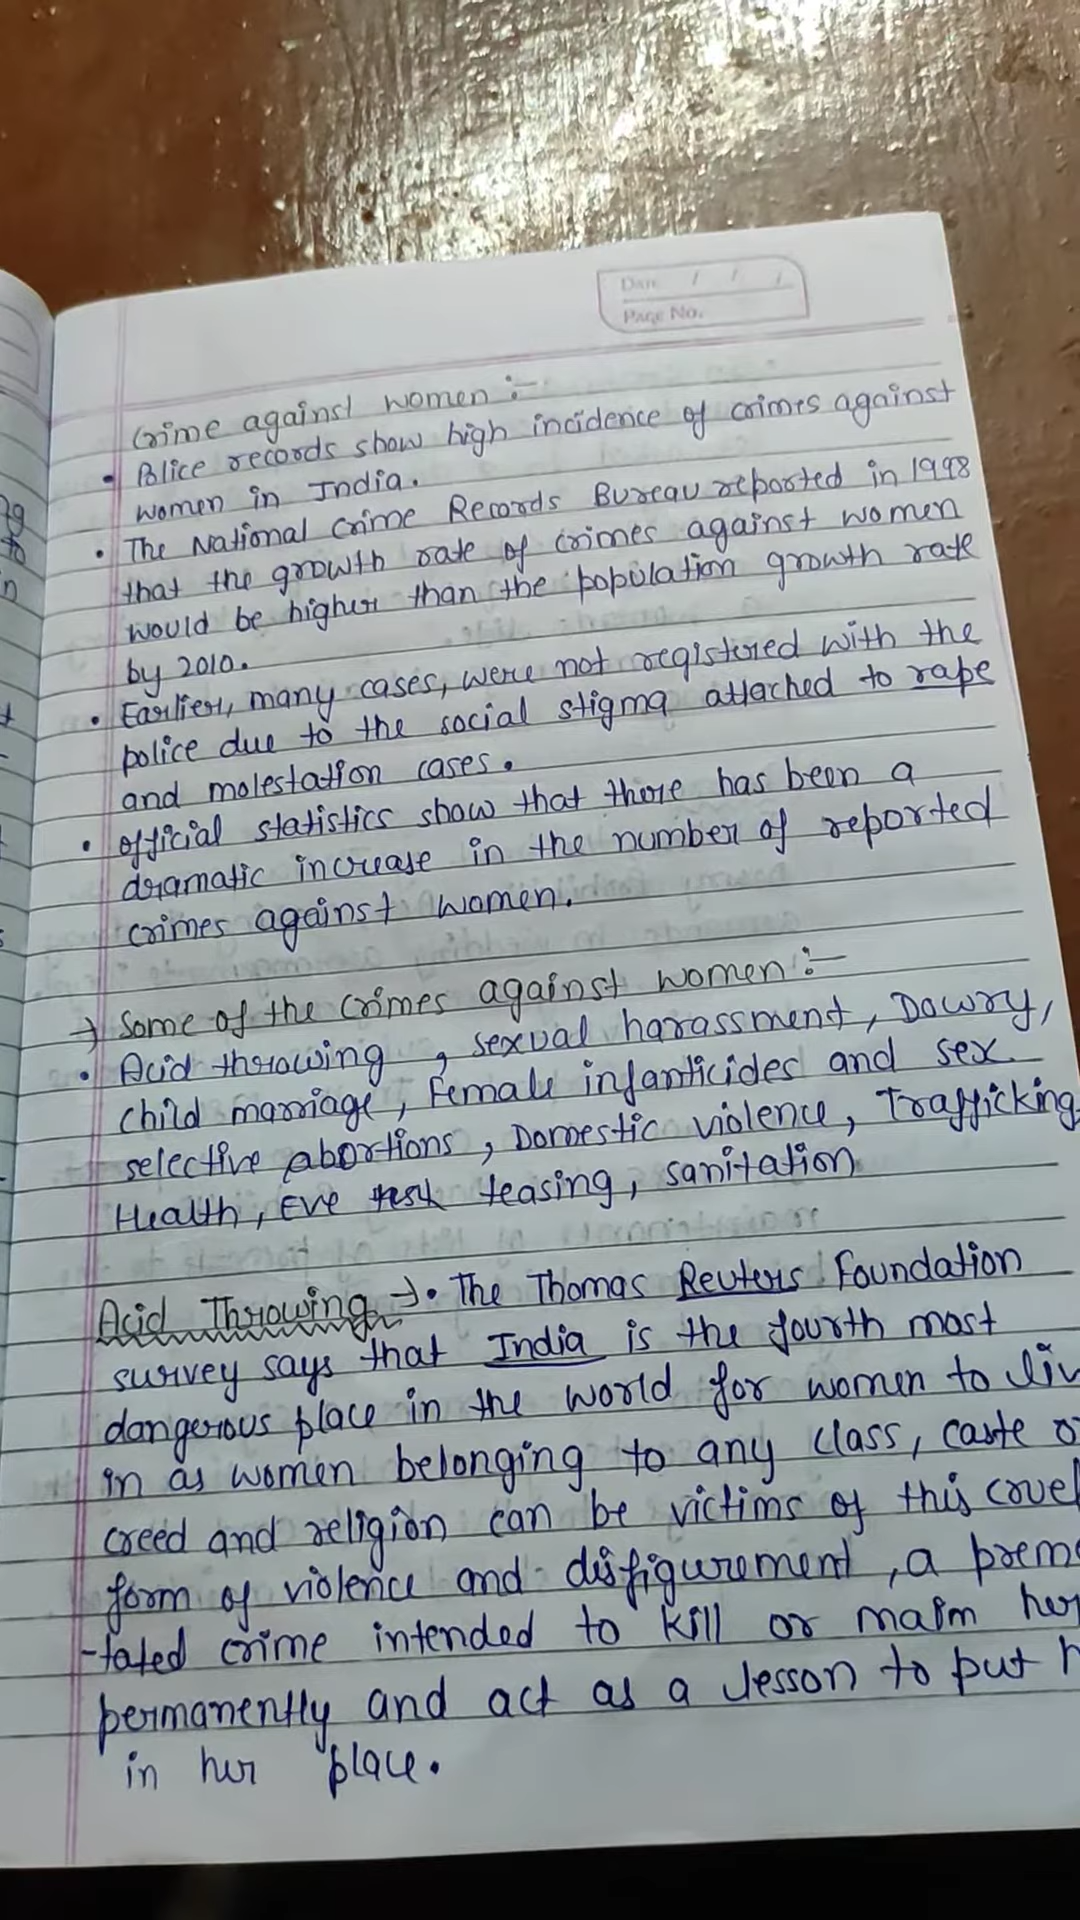 Date / / /
Page No.
Crime against women :-
• Police records show high incidence of crimes against
women in India.
• The National Crime Records Bureau reported in 1998
that the growth rate of crimes against women
would be higher than the population growth rate
by 2010.
• Earlier, many cases, were not registered with the
police due to the social stigma attached to rape
and molestation cases.
• official statistics show that there has been a
dramatic increase in the number of reported
crimes against women.
→ Some of the crimes against women :-
• Acid throwing, sexual harassment, Dowry,
child marriage, Female infanticides and sex
selective abortions, Domestic violence, Trafficking
Health, Eve teasing, sanitation
Acid Throwing → • The Thomas Reuters Foundation
survey says that India is the fourth most
dangerous place in the world for women to liv
in as women belonging to any class, caste o
creed and religion can be victims of this cruel
form of violence and disfigurement, a prem
-tated crime intended to kill or maim her
permanently and act as a lesson to put h
in her place.